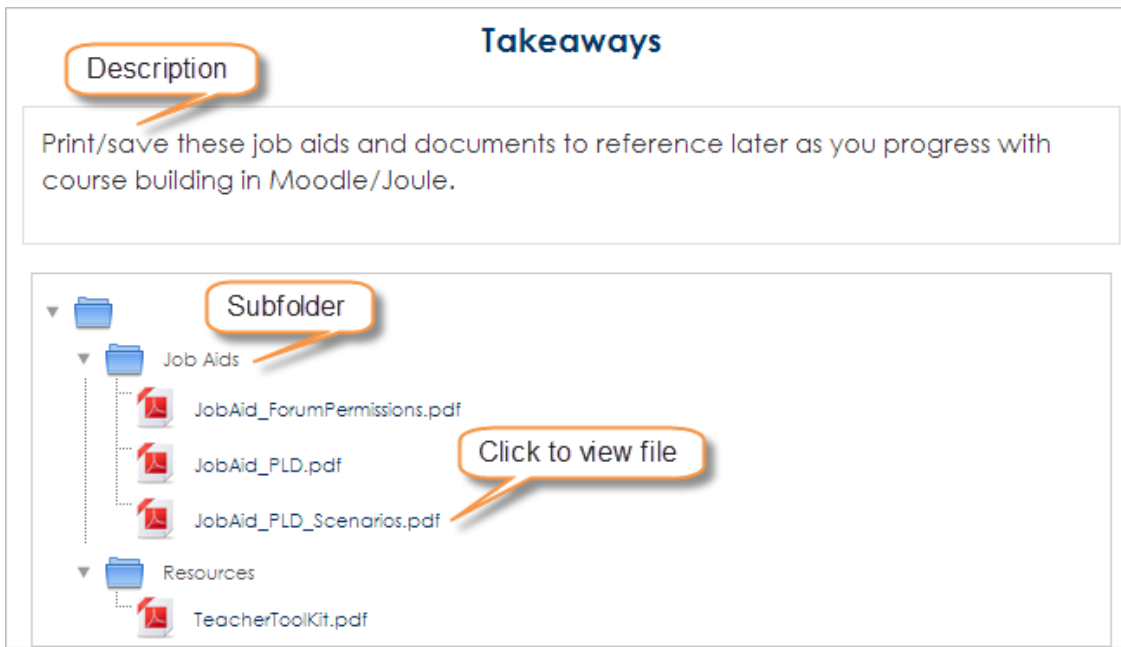 Takeaways
Description
Print/save these job aids and documents to reference later as you progress with
course building in Moodle/Joule.
Subfolder
Job Aids
JobAid_ForumPermissions.pdf
JobAid_PLD.pdf
Click to view file
JobAid_PLD_Scenarios.pdf
Resources
TeacherToolKit.pdf